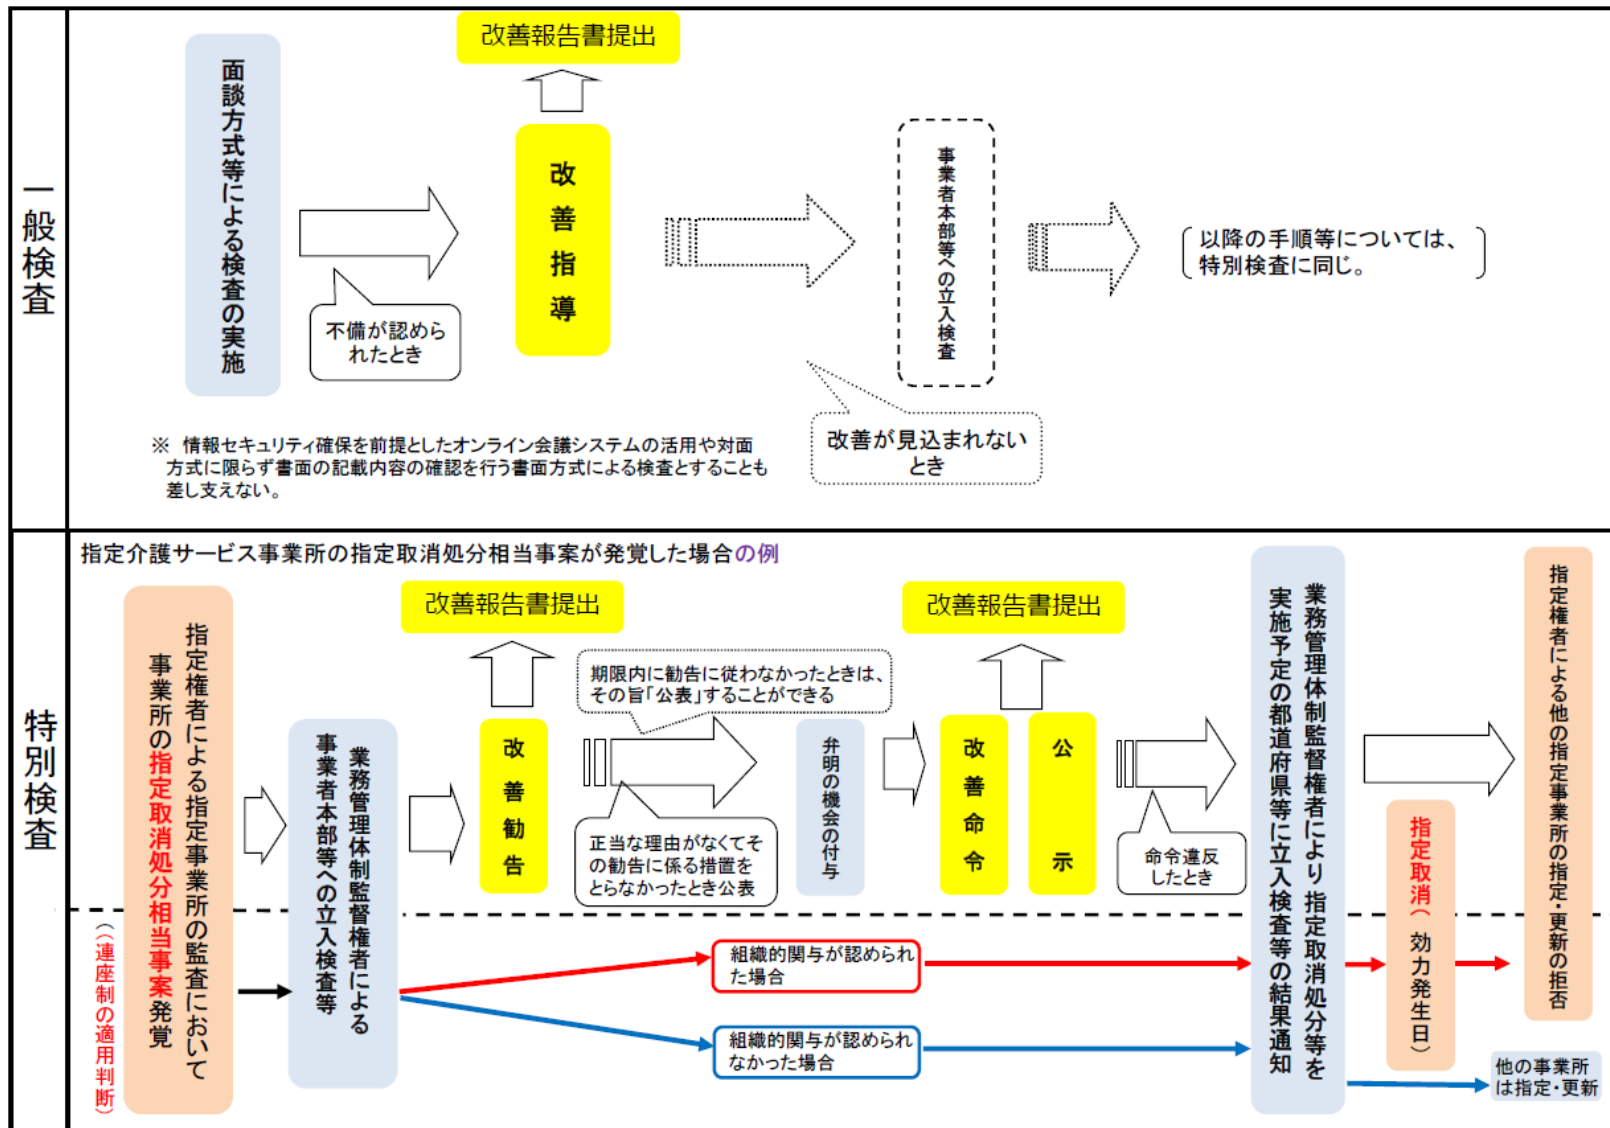 一般検査
面談方式等による検査の実施
不備が認めら
れたとき
改善報告書提出
改善指導
事業者本部等への立入検査
改善が見込まれない
とき
以降の手順等については、
特別検査に同じ。
※ 情報セキュリティ確保を前提としたオンライン会議システムの活用や対面
方式に限らず書面の記載内容の確認を行う書面方式による検査とすることも
差し支えない。
特別検査
指定介護サービス事業所の指定取消処分相当事案が発覚した場合の例
指定権者による指定事業所の監査において
事業所の指定取消処分相当事案発覚
((連座制の適用判断)
業務管理体制監督権者による
事業者本部等への立入検査等
改善報告書提出
改善勧告
期限内に勧告に従わなかったときは、
その旨「公表」することができる
正当な理由がなくてそ
の勧告に係る措置を
とらなかったとき公表
弁明の機会の付与
改善報告書提出
改善命令
公示
命令違反
したとき
組織的関与が認められ
た場合
組織的関与が認められ
なかった場合
業務管理体制監督権者により指定取消処分等を
実施予定の都道府県等に立入検査等の結果通知
指定取消(効力発生日)
指定権者による他の指定事業所の指定・更新の拒否
他の事業所
は指定・更新